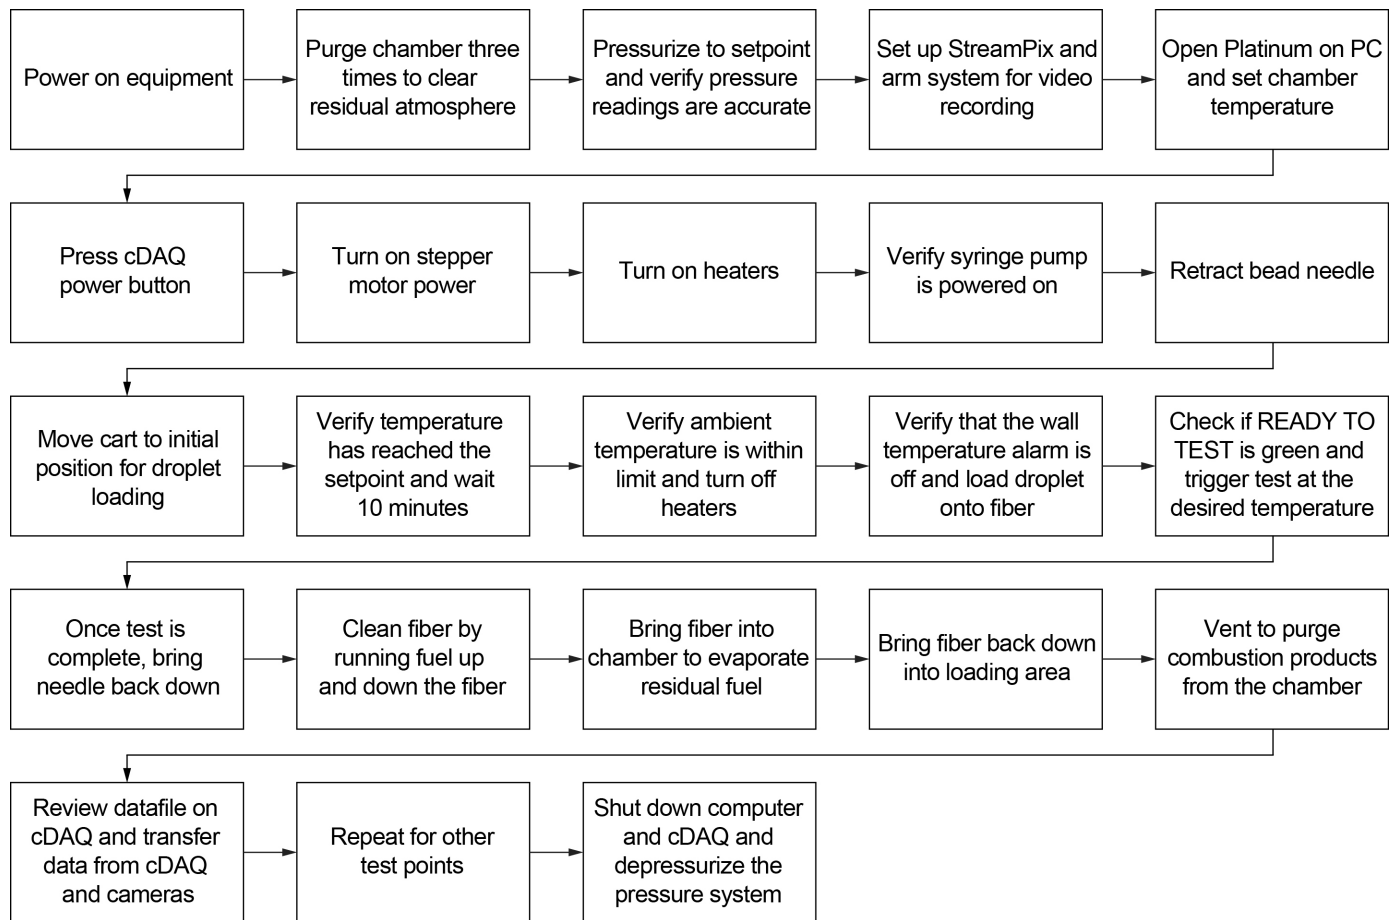 Power on equipment
Purge chamber three
times to clear
residual atmosphere
Pressurize to setpoint
and verify pressure
readings are accurate
Set up StreamPix and
arm system for video
recording
Open Platinum on PC
and set chamber
temperature
Press cDAQ
power button
Turn on stepper
motor power
Turn on heaters
Verify syringe pump
is powered on
Retract bead needle
Move cart to initial
position for droplet
loading
Verify temperature
has reached the
setpoint and wait
10 minutes
Verify ambient
temperature is within
limit and turn off
heaters
Verify that the wall
temperature alarm is
off and load droplet
onto fiber
Check if READY TO
TEST is green and
trigger test at the
desired temperature
Once test is
complete, bring
needle back down
Clean fiber by
running fuel up
and down the fiber
Bring fiber into
chamber to evaporate
residual fuel
Bring fiber back down
into loading area
Vent to purge
combustion products
from the chamber
Review datafile on
cDAQ and transfer
data from cDAQ
and cameras
Repeat for other
test points
Shut down computer
and cDAQ and
depressurize the
pressure system